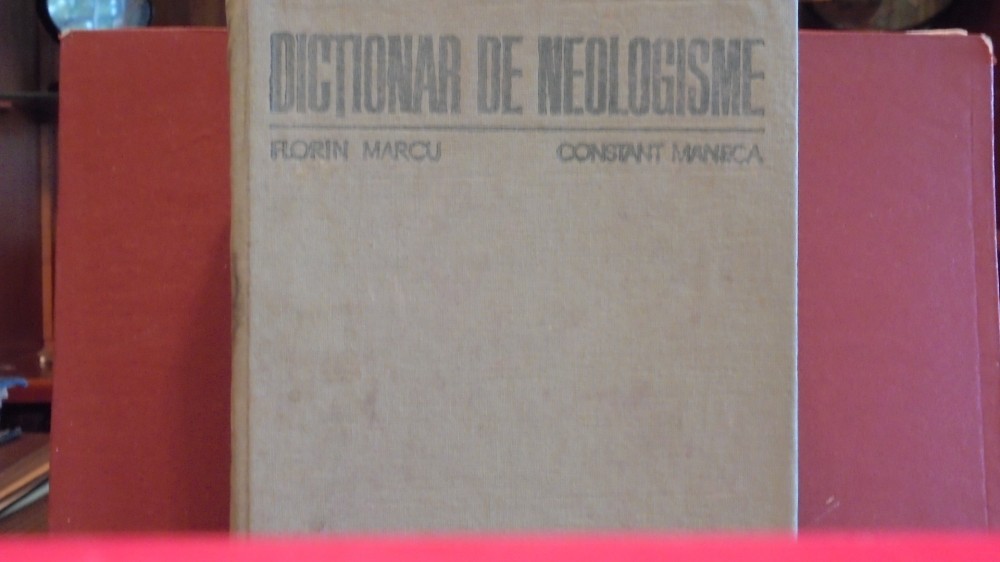 DICȚIONAR DE NEOLOGISME
FLORIN MARCU CONSTANT MANECA